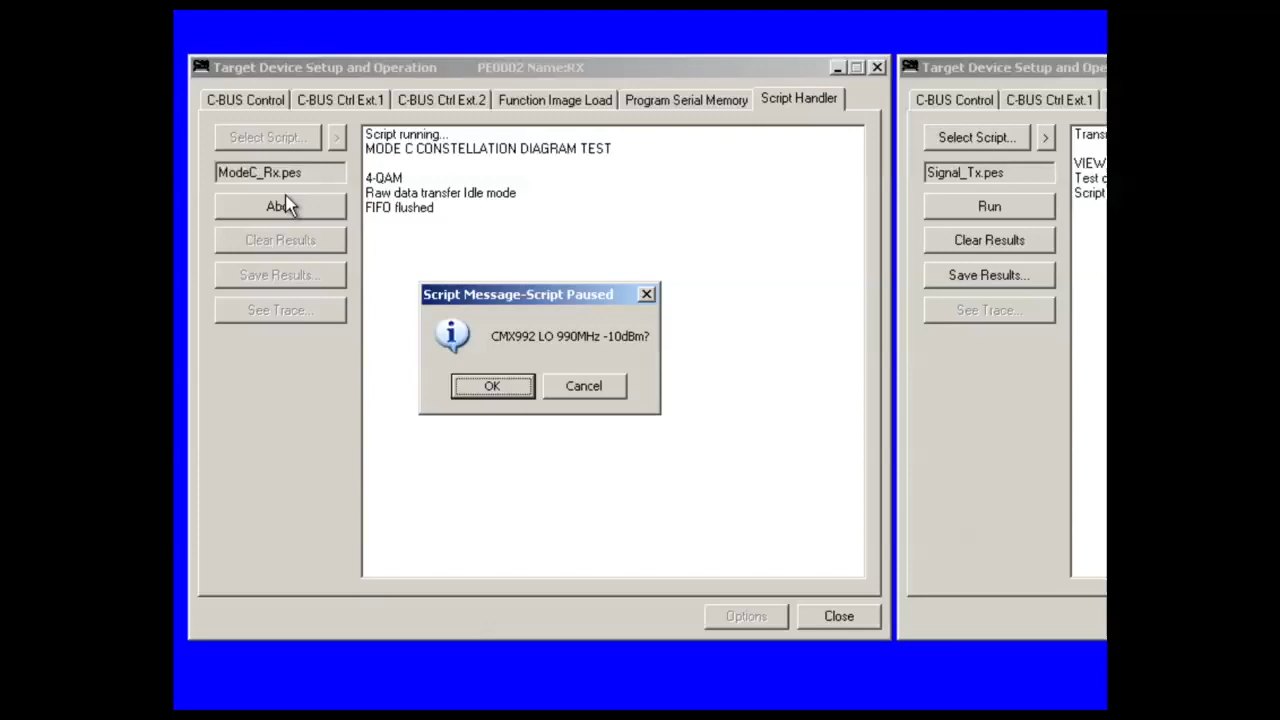 Target Device Setup and Operation PE0002 Name:RX
C-BUS Control C-BUS Ctrl Ext.1 C-BUS Ctrl Ext.2 Function Image Load Program Serial Memory Script Handler
Select Script... >
ModeC_Rx.pes
Clear Results
Save Results...
See Trace...
Script running...
MODE C CONSTELLATION DIAGRAM TEST
4-QAM
Raw data transfer Idle mode
FIFO flushed
Script Message-Script Paused
CMX992 LO 990MHz -10dBm?
OK Cancel
Options Close
Target Device Setup and Ope
C-BUS Control C-BUS Ctrl Ext.1
Select Script... >
Signal_Tx.pes
Run
Clear Results
Save Results...
See Trace...
Trans
VIEW
Test c
Script